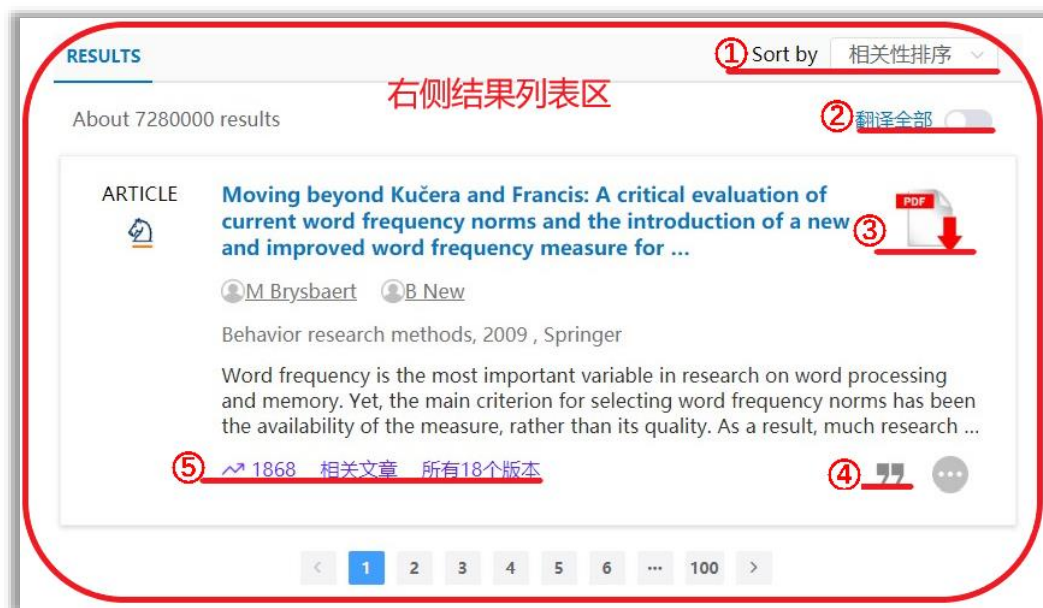 RESULTS
① Sort by 相关性排序
右侧结果列表区
About 7280000 results
② 翻译全部
ARTICLE
Moving beyond Kučera and Francis: A critical evaluation of
current word frequency norms and the introduction of a new
and improved word frequency measure for ...
PDF
③
M Brysbaert B New
Behavior research methods, 2009 , Springer
Word frequency is the most important variable in research on word processing
and memory. Yet, the main criterion for selecting word frequency norms has been
the availability of the measure, rather than its quality. As a result, much research ...
⑤ 1868 相关文章 所有18个版本
④
< 1 2 3 4 5 6 ... 100 >